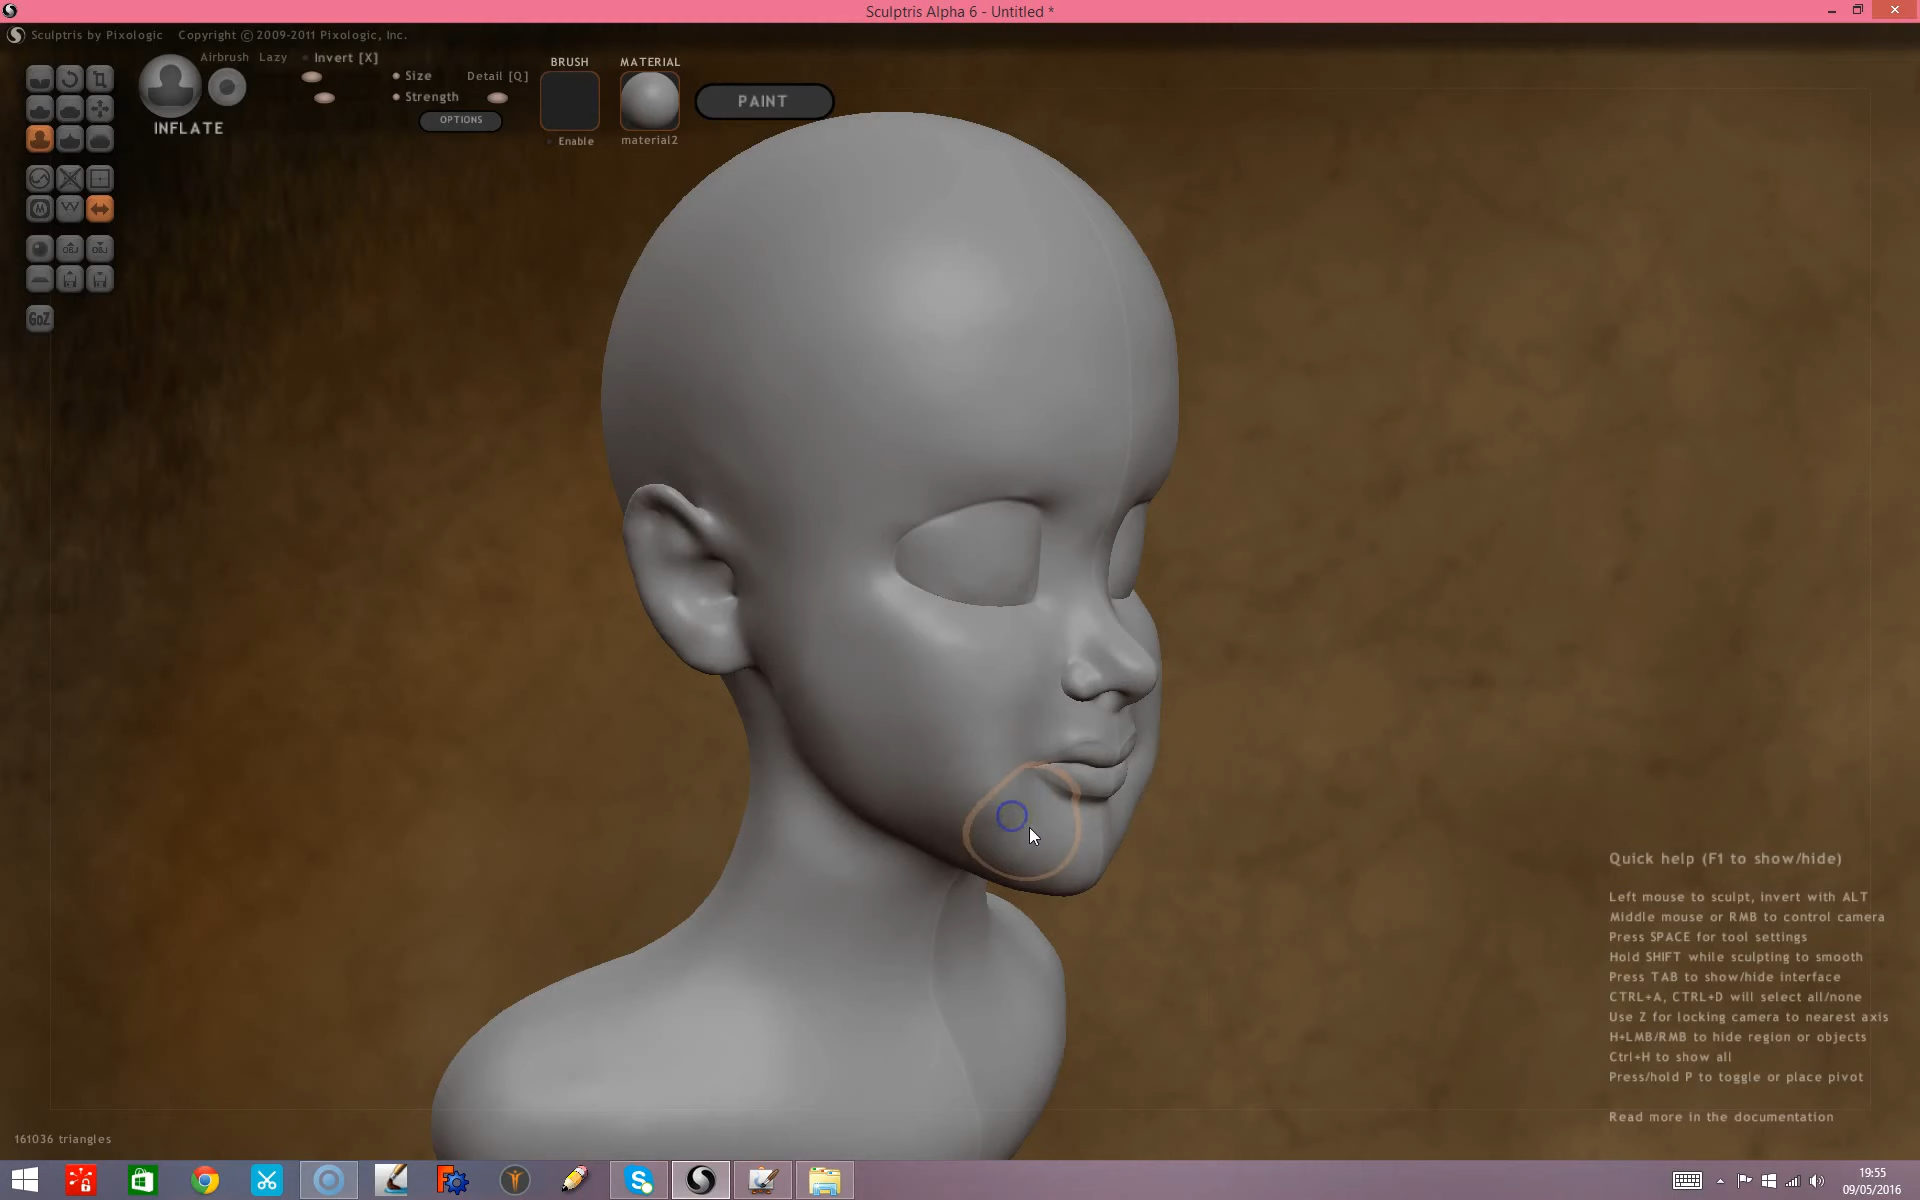 Sculptris Alpha 6 - Untitled *
Sculptris by Pixologic Copyright © 2009-2011 Pixologic, Inc.
Airbrush Lazy Invert [X]
BRUSH MATERIAL
Size Detail [Q]
Strength
PAINT
OPTIONS
INFLATE
Enable material2
OBJ OBJ
GoZ
Quick help (F1 to show/hide)
Left mouse to sculpt, invert with ALT
Middle mouse or RMB to control camera
Press SPACE for tool settings
Hold SHIFT while sculpting to smooth
Press TAB to show/hide interface
CTRL+A, CTRL+D will select all/none
Use Z for locking camera to nearest axis
H+LMB/RMB to hide region or objects
Ctrl+H to show all
Press/hold P to toggle or place pivot
Read more in the documentation
161036 triangles
19:55
09/05/2016